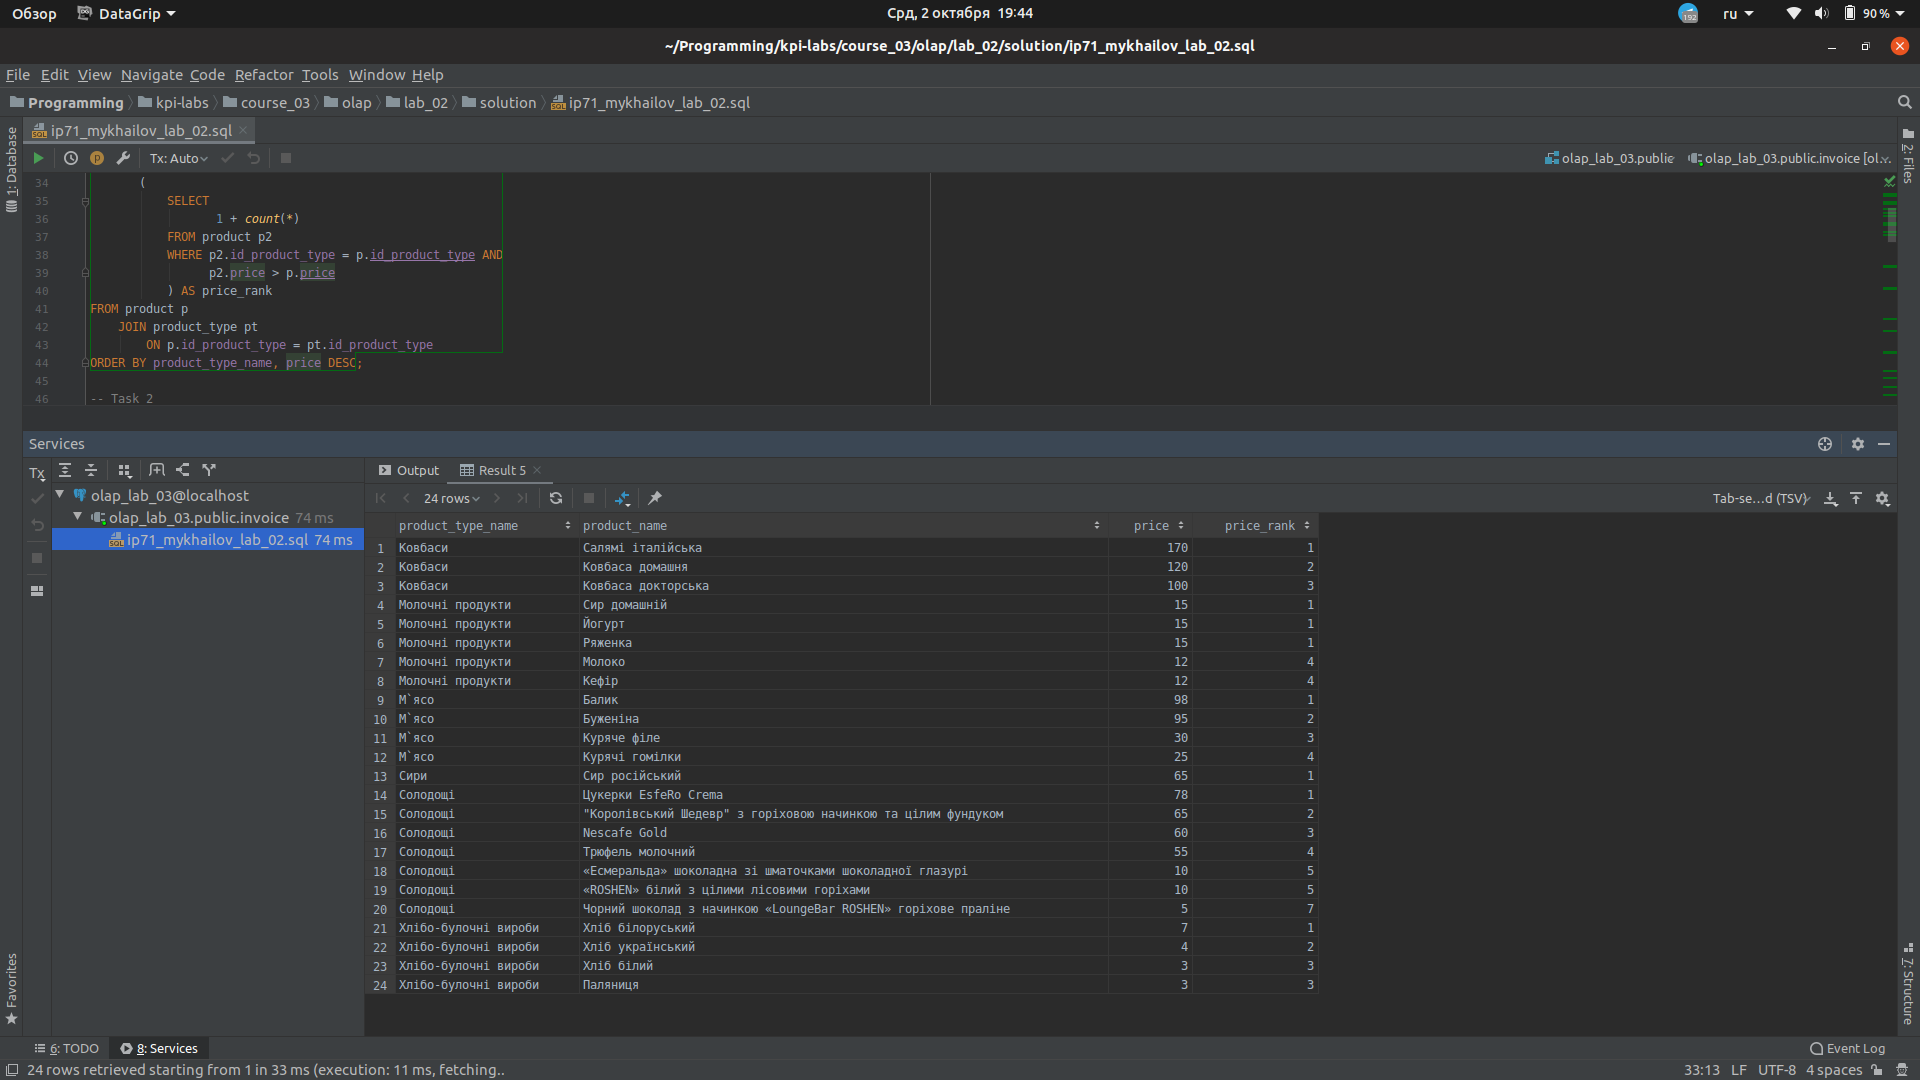 Обзор DataGrip Срд, 2 октября 19:44 192 ru 90 %
~/Programming/kpi-labs/course_03/olap/lab_02/solution/ip71_mykhailov_lab_02.sql
File Edit View Navigate Code Refactor Tools Window Help
Programming kpi-labs course_03 olap lab_02 solution ip71_mykhailov_lab_02.sql
ip71_mykhailov_lab_02.sql
Tx: Auto olap_lab_03.public olap_lab_03.public.invoice [ol...
1: Database
2: Files
34 (
35 SELECT
36 1 + count(*)
37 FROM product p2
38 WHERE p2.id_product_type = p.id_product_type AND
39 p2.price > p.price
40 ) AS price_rank
41 FROM product p
42 JOIN product_type pt
43 ON p.id_product_type = pt.id_product_type
44 ORDER BY product_type_name, price DESC;
45
46 -- Task 2
Services
Tx
olap_lab_03@localhost
olap_lab_03.public.invoice 74 ms
ip71_mykhailov_lab_02.sql 74 ms
Output Result 5
24 rows Tab-se...d (TSV)
product_type_name product_name price price_rank
1 Ковбаси Салямі італійська 170 1
2 Ковбаси Ковбаса домашня 120 2
3 Ковбаси Ковбаса докторська 100 3
4 Молочні продукти Сир домашній 15 1
5 Молочні продукти Йогурт 15 1
6 Молочні продукти Ряженка 15 1
7 Молочні продукти Молоко 12 4
8 Молочні продукти Кефір 12 4
9 М`ясо Балик 98 1
10 М`ясо Буженіна 95 2
11 М`ясо Куряче філе 30 3
12 М`ясо Курячі гомілки 25 4
13 Сири Сир російський 65 1
14 Солодощі Цукерки EsfeRo Crema 78 1
15 Солодощі "Королівський Шедевр" з горіховою начинкою та цілим фундуком 65 2
16 Солодощі Nescafe Gold 60 3
17 Солодощі Трюфель молочний 55 4
18 Солодощі «Есмеральда» шоколадна зі шматочками шоколадної глазурі 10 5
19 Солодощі «ROSHEN» білий з цілими лісовими горіхами 10 5
20 Солодощі Чорний шоколад з начинкою «LoungeBar ROSHEN» горіхове праліне 5 7
21 Хлібо-булочні вироби Хліб білоруський 7 1
22 Хлібо-булочні вироби Хліб український 4 2
23 Хлібо-булочні вироби Хліб білий 3 3
24 Хлібо-булочні вироби Паляниця 3 3
Favorites
7: Structure
6: TODO 8: Services Event Log
24 rows retrieved starting from 1 in 33 ms (execution: 11 ms, fetching.. 33:13 LF UTF-8 4 spaces